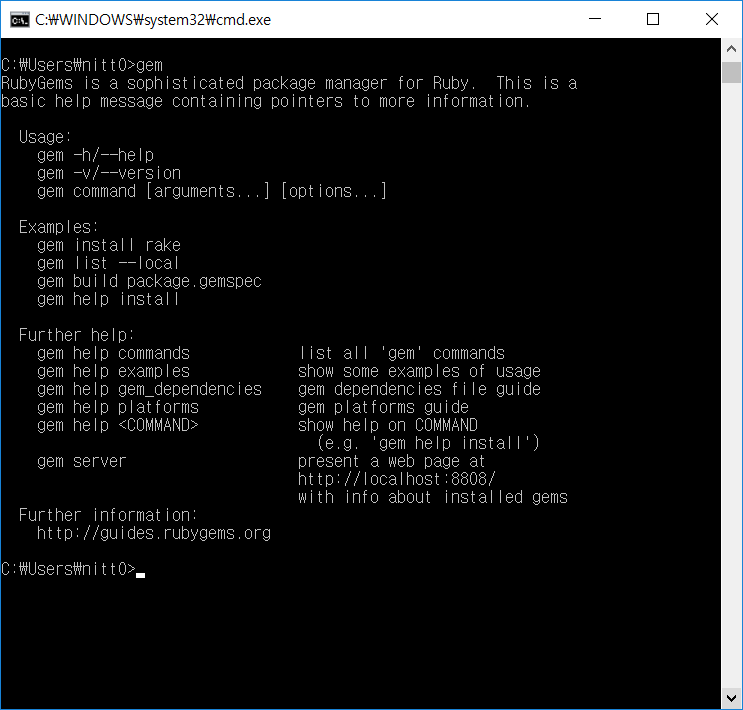 C:₩WINDOWS₩system32₩cmd.exe
C:₩Users₩nitt0>gem
RubyGems is a sophisticated package manager for Ruby.  This is a
basic help message containing pointers to more information.
  Usage:
    gem -h/--help
    gem -v/--version
    gem command [arguments...] [options...]
  Examples:
    gem install rake
    gem list --local
    gem build package.gemspec
    gem help install
  Further help:
    gem help commands            list all 'gem' commands
    gem help examples            show some examples of usage
    gem help gem_dependencies    gem dependencies file guide
    gem help platforms           gem platforms guide
    gem help <COMMAND>           show help on COMMAND
                                   (e.g. 'gem help install')
    gem server                   present a web page at
                                 http://localhost:8808/
                                 with info about installed gems
  Further information:
    http://guides.rubygems.org
C:₩Users₩nitt0>